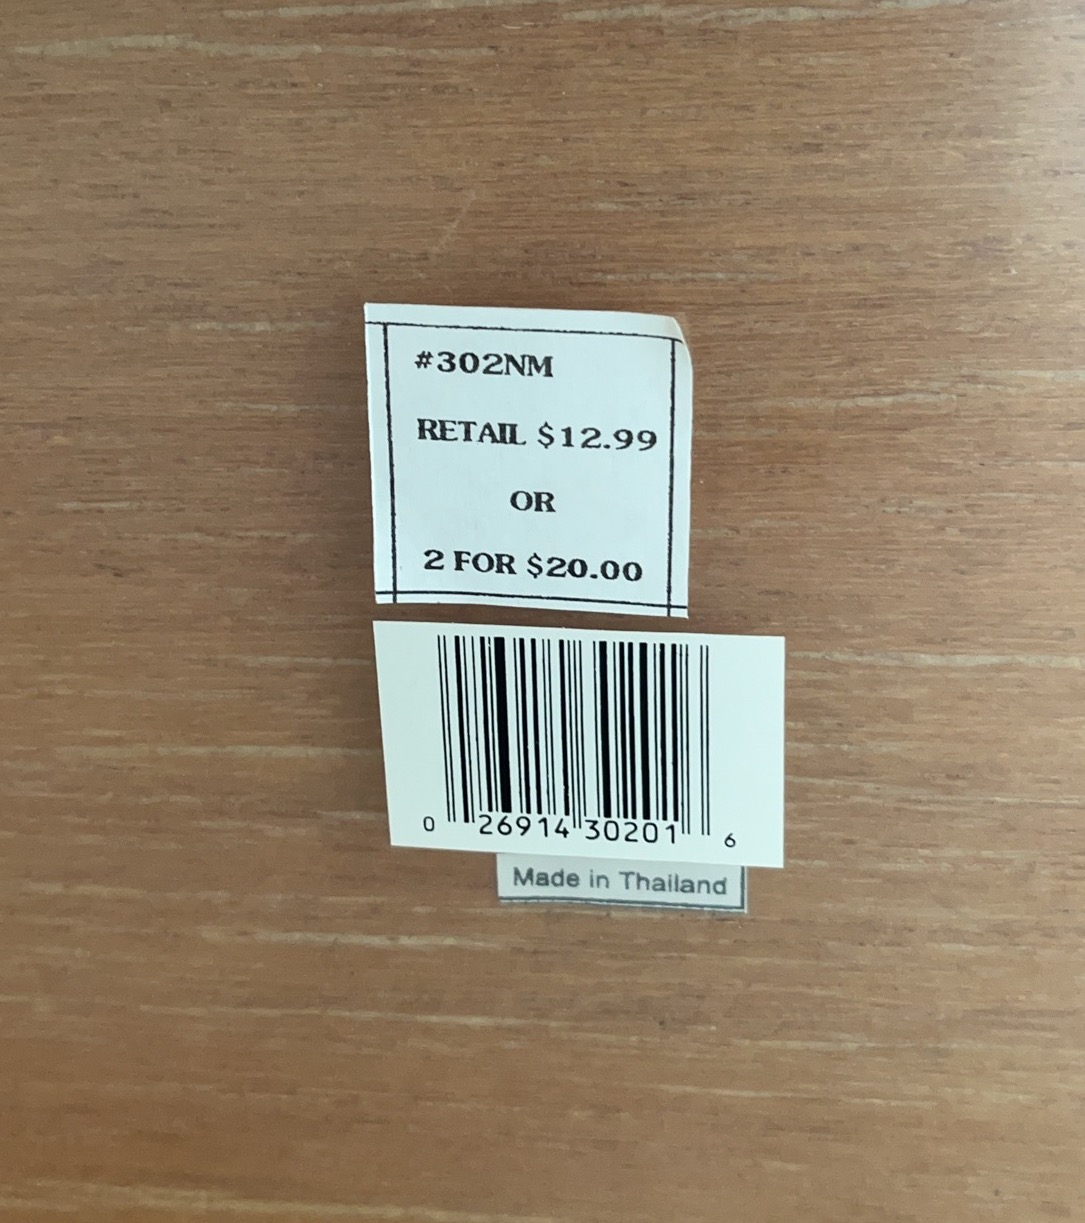 #302NM
RETAIL $12.99
OR
2 FOR $20.00
0 26914 30201 6
Made in Thailand